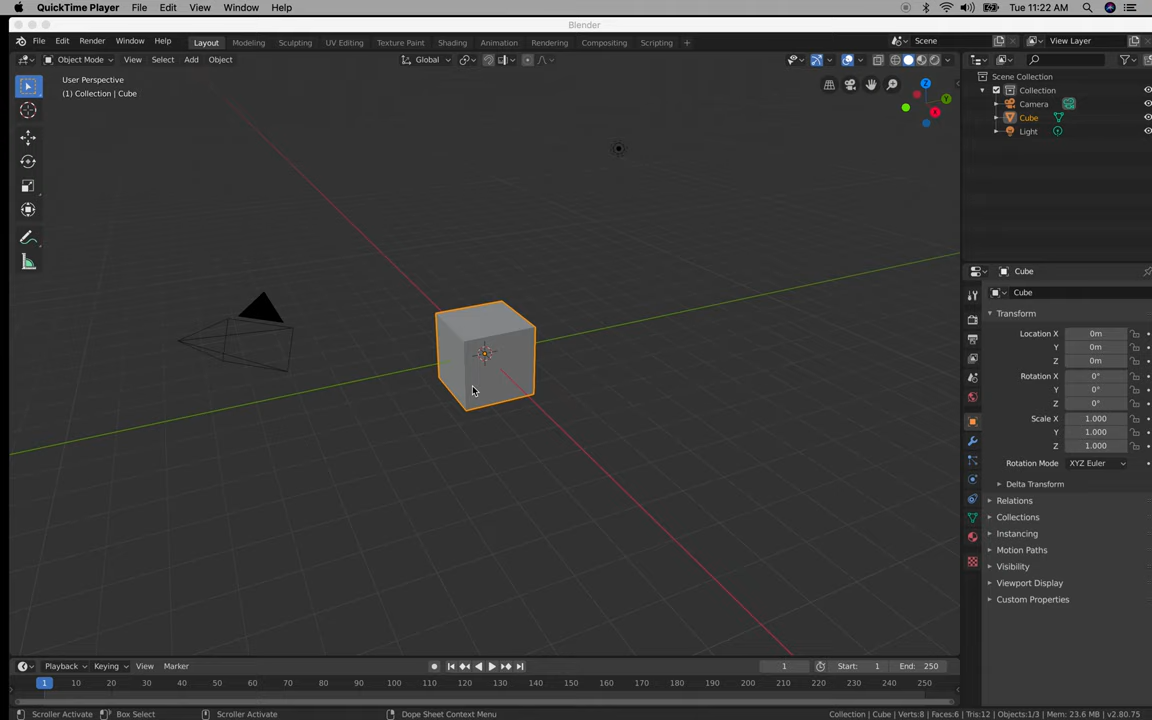 QuickTime Player File Edit View Window Help Tue 11:22 AM
Blender
File Edit Render Window Help Layout Modeling Sculpting UV Editing Texture Paint Shading Animation Rendering Compositing Scripting + Scene View Layer
Object Mode View Select Add Object Global
User Perspective
(1) Collection | Cube
Z
Y
X
Scene Collection
Collection
Camera
Cube
Light
Cube
Cube
Transform
Location X 0m
Y 0m
Z 0m
Rotation X 0°
Y 0°
Z 0°
Scale X 1.000
Y 1.000
Z 1.000
Rotation Mode XYZ Euler
Delta Transform
Relations
Collections
Instancing
Motion Paths
Visibility
Viewport Display
Custom Properties
Playback Keying View Marker 1 Start: 1 End: 250
1 10 20 30 40 50 60 70 80 90 100 110 120 130 140 150 160 170 180 190 200 210 220 230 240 250
Scroller Activate Box Select Scroller Activate Dope Sheet Context Menu Collection | Cube | Verts:8 | Faces:6 | Tris:12 | Objects:1/3 | Mem: 23.6 MB | v2.80.75